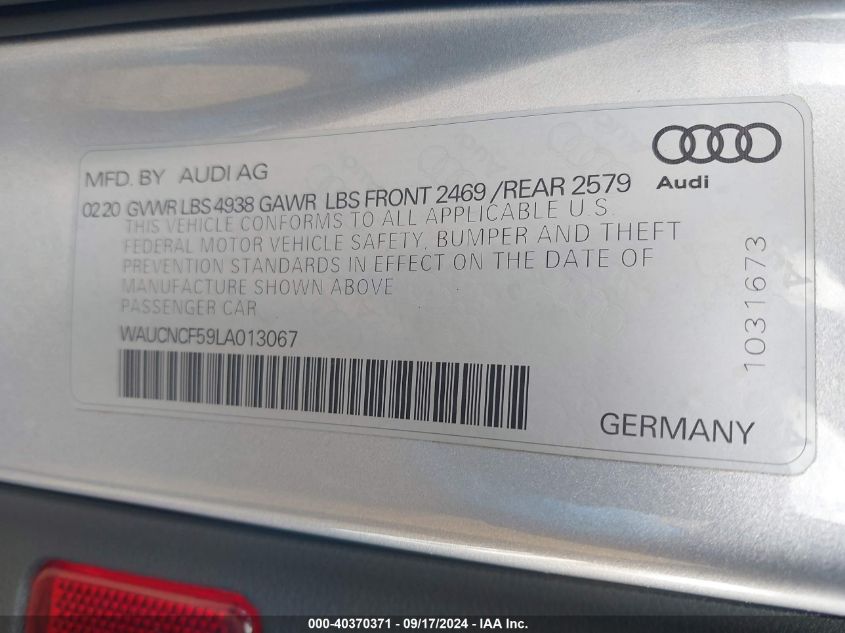 MFD. BY AUDI AG
Audi
0220 GVWR LBS 4938 GAWR LBS FRONT 2469 /REAR 2579
THIS VEHICLE CONFORMS TO ALL APPLICABLE U.S.
FEDERAL MOTOR VEHICLE SAFETY, BUMPER AND THEFT
PREVENTION STANDARDS IN EFFECT ON THE DATE OF
MANUFACTURE SHOWN ABOVE
PASSENGER CAR
WAUCNCF59LA013067
1031673
GERMANY
000-40370371 - 09/17/2024 - IAA Inc.